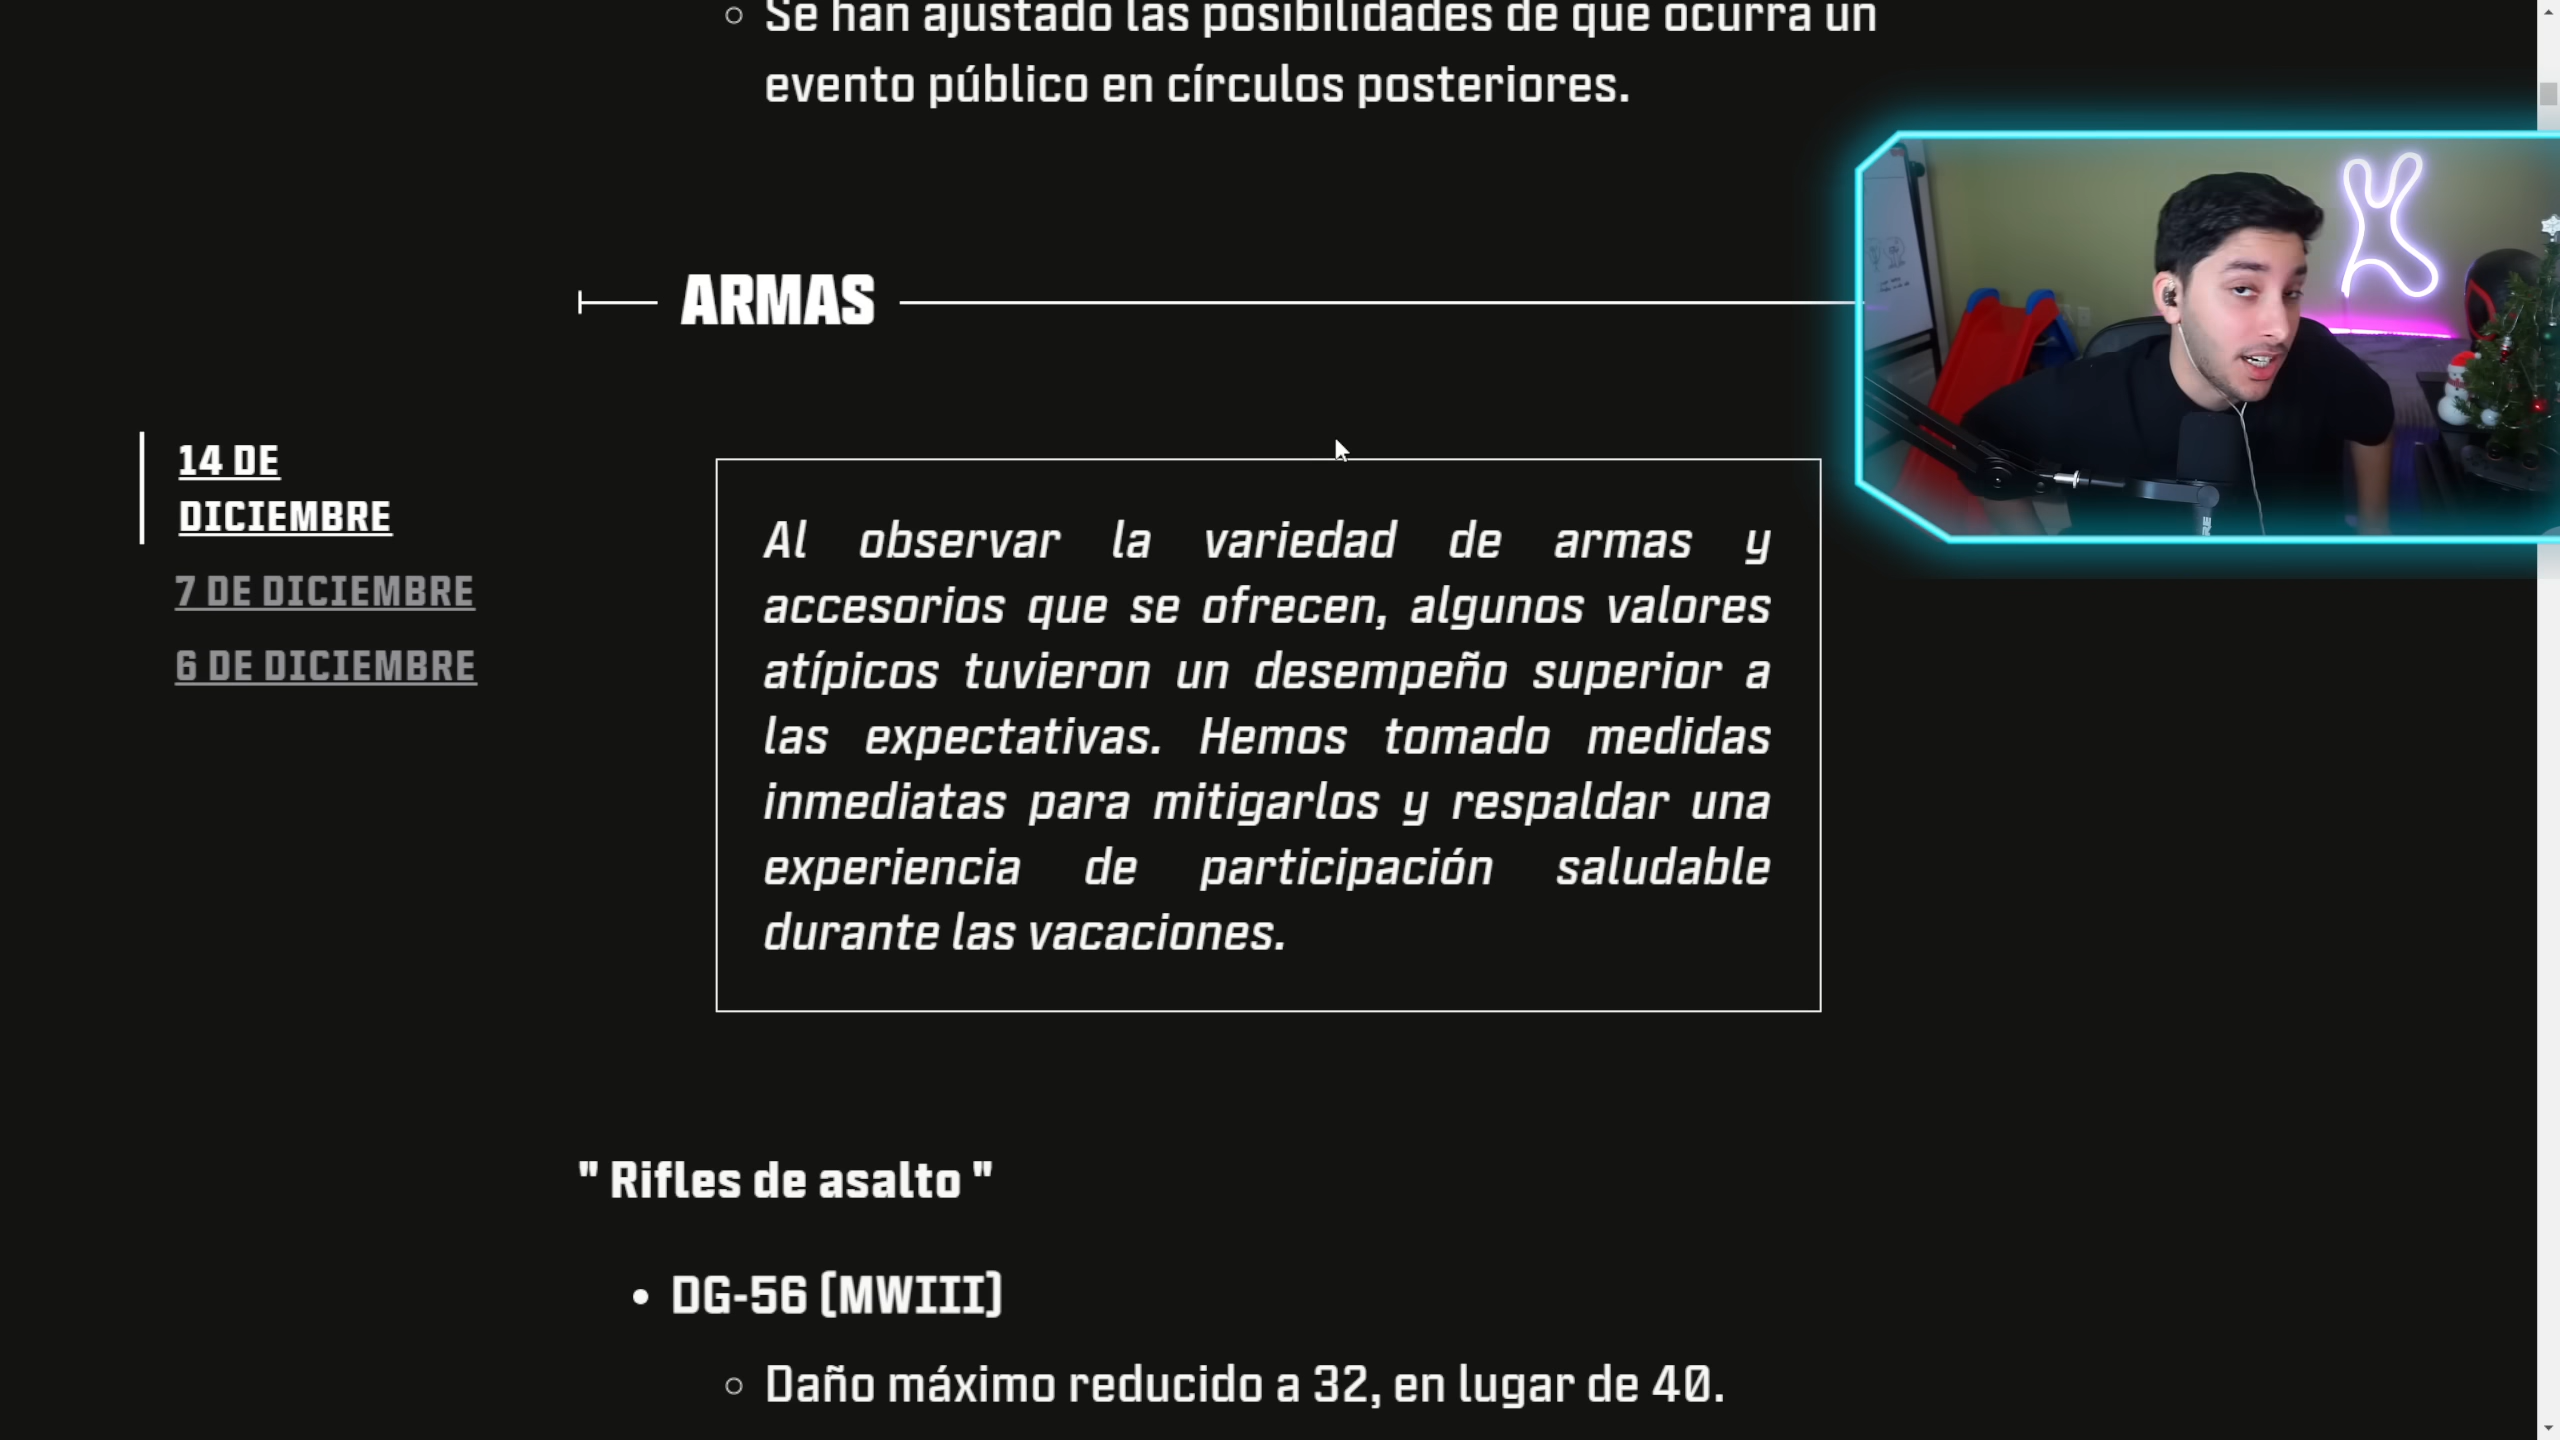 Se han ajustado las posibilidades de que ocurra un
evento público en círculos posteriores.
ARMAS
14 DE
DICIEMBRE
7 DE DICIEMBRE
6 DE DICIEMBRE
Al observar la variedad de armas y
accesorios que se ofrecen, algunos valores
atípicos tuvieron un desempeño superior a
las expectativas. Hemos tomado medidas
inmediatas para mitigarlos y respaldar una
experiencia de participación saludable
durante las vacaciones.
" Rifles de asalto "
DG-56 (MWIII)
Daño máximo reducido a 32, en lugar de 40.